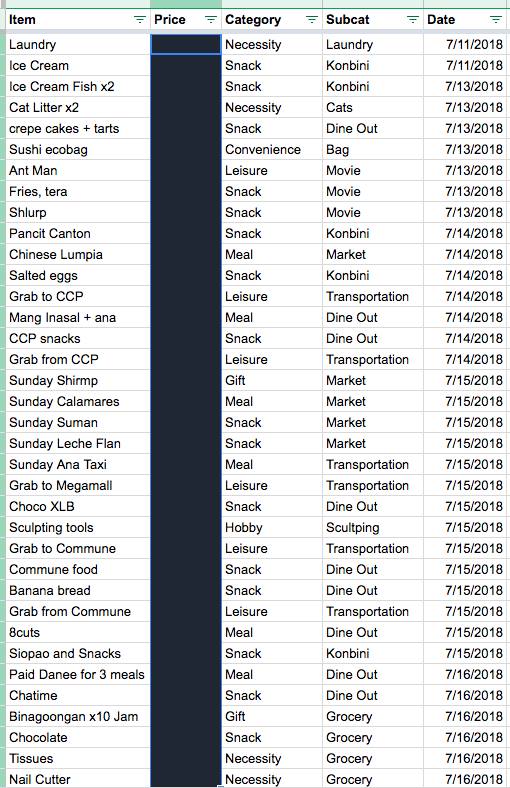 Item Price Category Subcat Date
Laundry Necessity Laundry 7/11/2018
Ice Cream Snack Konbini 7/11/2018
Ice Cream Fish x2 Snack Konbini 7/13/2018
Cat Litter x2 Necessity Cats 7/13/2018
crepe cakes + tarts Snack Dine Out 7/13/2018
Sushi ecobag Convenience Bag 7/13/2018
Ant Man Leisure Movie 7/13/2018
Fries, tera Snack Movie 7/13/2018
Shlurp Snack Movie 7/13/2018
Pancit Canton Snack Konbini 7/14/2018
Chinese Lumpia Meal Market 7/14/2018
Salted eggs Snack Konbini 7/14/2018
Grab to CCP Leisure Transportation 7/14/2018
Mang Inasal + ana Meal Dine Out 7/14/2018
CCP snacks Snack Dine Out 7/14/2018
Grab from CCP Leisure Transportation 7/14/2018
Sunday Shirmp Gift Market 7/15/2018
Sunday Calamares Meal Market 7/15/2018
Sunday Suman Snack Market 7/15/2018
Sunday Leche Flan Snack Market 7/15/2018
Sunday Ana Taxi Meal Transportation 7/15/2018
Grab to Megamall Leisure Transportation 7/15/2018
Choco XLB Snack Dine Out 7/15/2018
Sculpting tools Hobby Scultping 7/15/2018
Grab to Commune Leisure Transportation 7/15/2018
Commune food Snack Dine Out 7/15/2018
Banana bread Snack Dine Out 7/15/2018
Grab from Commune Leisure Transportation 7/15/2018
8cuts Meal Dine Out 7/15/2018
Siopao and Snacks Snack Konbini 7/15/2018
Paid Danee for 3 meals Meal Dine Out 7/16/2018
Chatime Snack Dine Out 7/16/2018
Binagoongan x10 Jam Gift Grocery 7/16/2018
Chocolate Snack Grocery 7/16/2018
Tissues Necessity Grocery 7/16/2018
Nail Cutter Necessity Grocery 7/16/2018